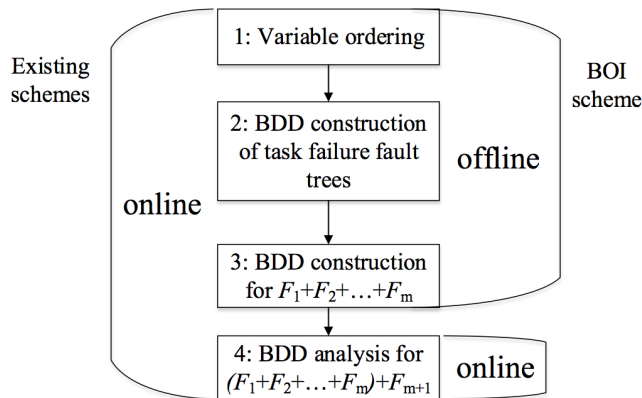 Existing
schemes
online
1: Variable ordering
2: BDD construction
of task failure fault
trees
3: BDD construction
for F₁+F₂+…+Fₘ
4: BDD analysis for
(F₁+F₂+…+Fₘ)+Fₘ₊₁
BOI
scheme
offline
online